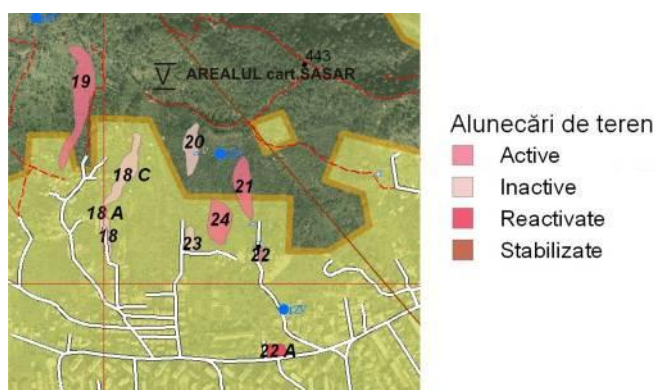 443
19
V AREALUL cart.SASAR
20
18 C
21
18 A
24
18
23
22
22 A
Alunecări de teren
Active
Inactive
Reactivate
Stabilizate